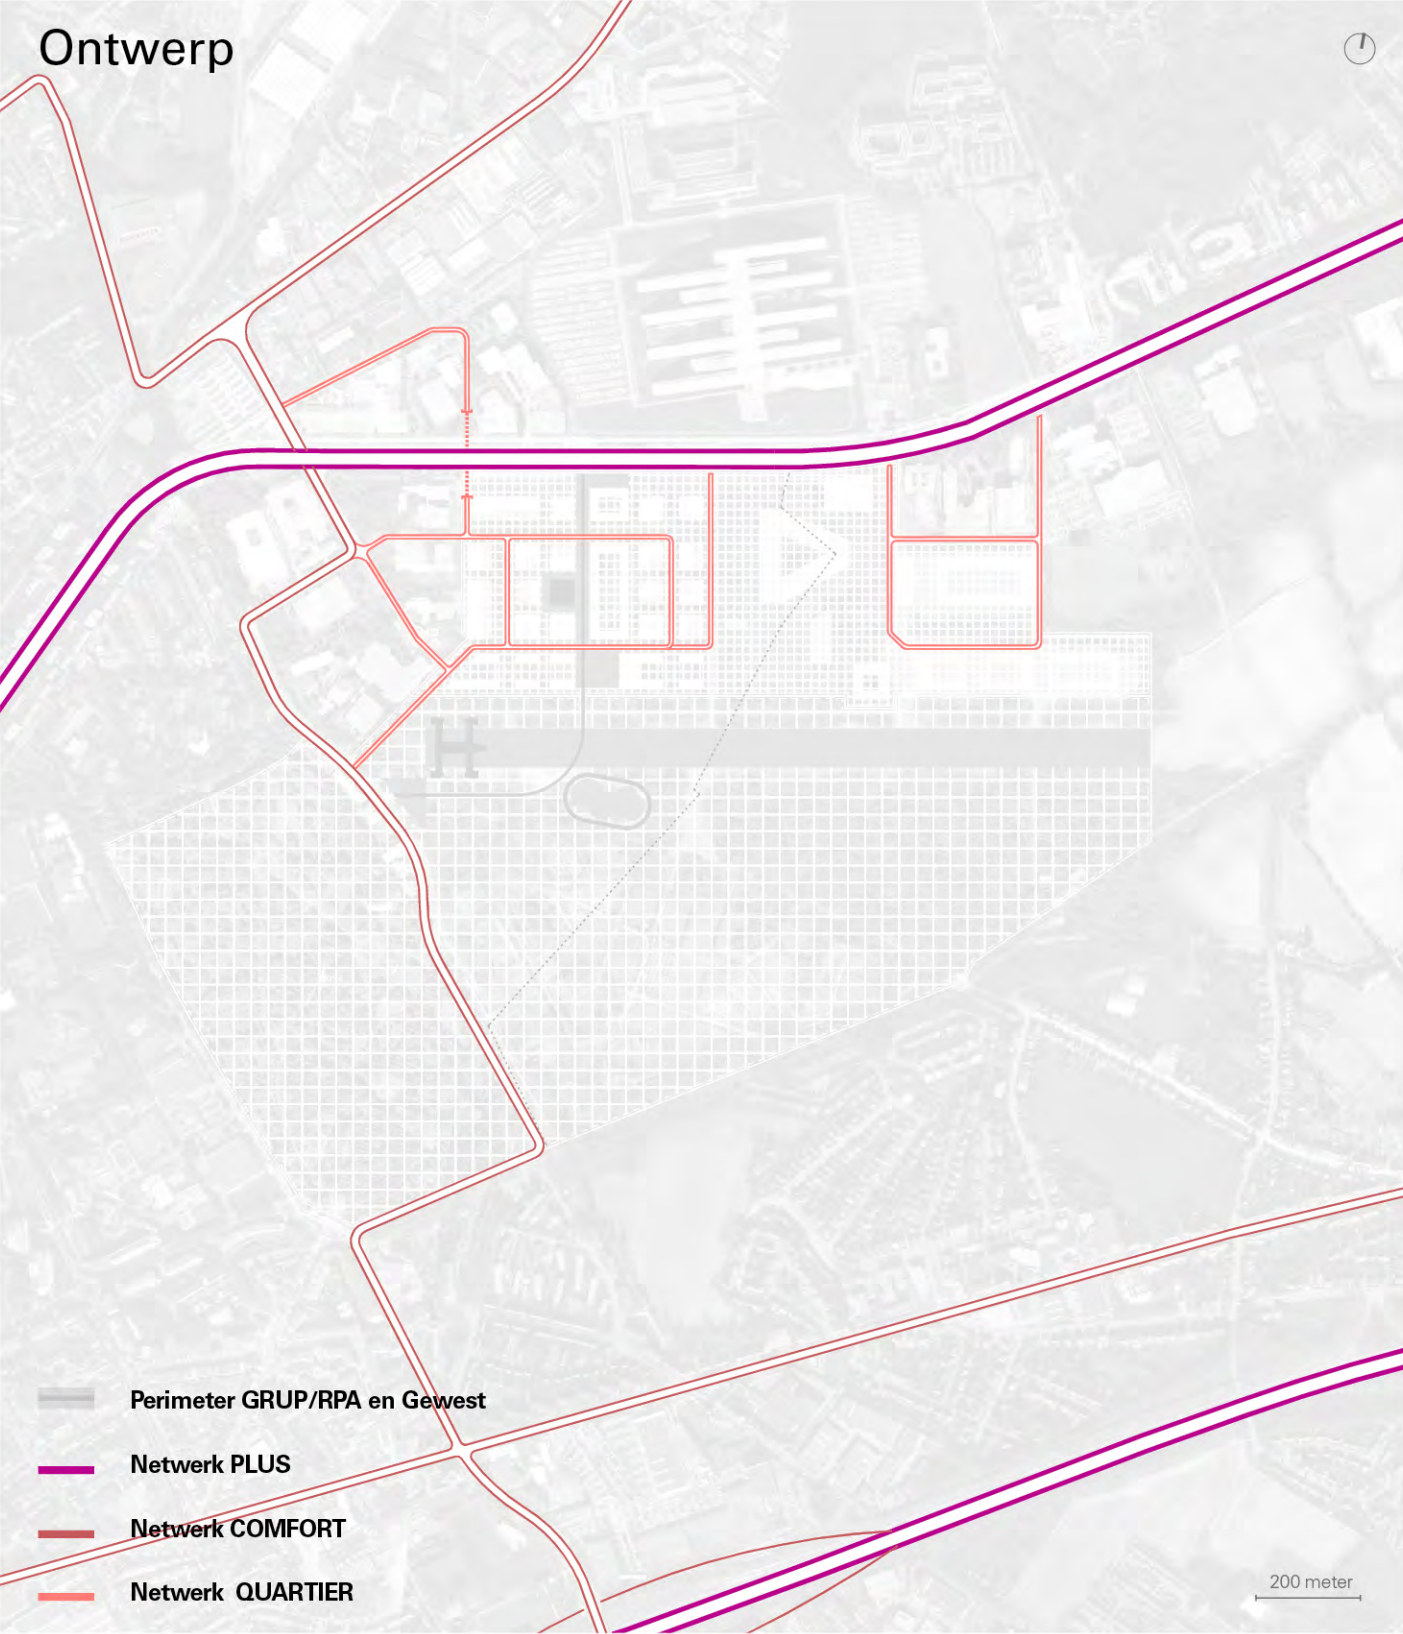 Ontwerp
Perimeter GRUP/RPA en Gewest
Netwerk PLUS
Netwerk COMFORT
Netwerk QUARTIER
200 meter